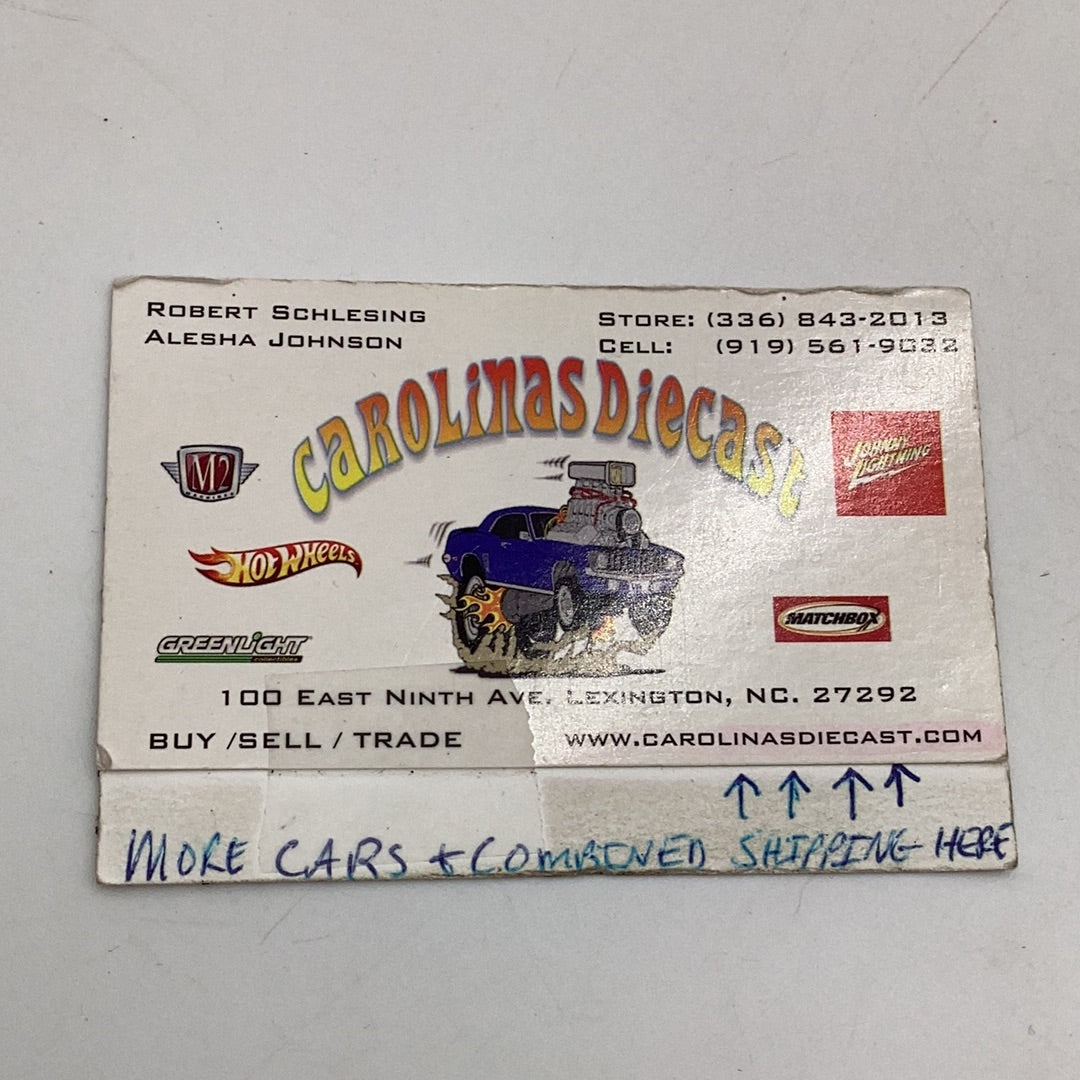 ROBERT SCHLESING
ALESHA JOHNSON
STORE: (336) 843-2013
CELL: (919) 561-9032
CAROLINAS DIECAST
M2
MACHINES
JOHNNY
LIGHTNING
HOT WHEELS
MATCHBOX
GREENLIGHT
collectibles
100 EAST NINTH AVE. LEXINGTON, NC. 27292
BUY /SELL / TRADE
WWW.CAROLINASDIECAST.COM
MORE CARS + COMBINED SHIPPING HERE